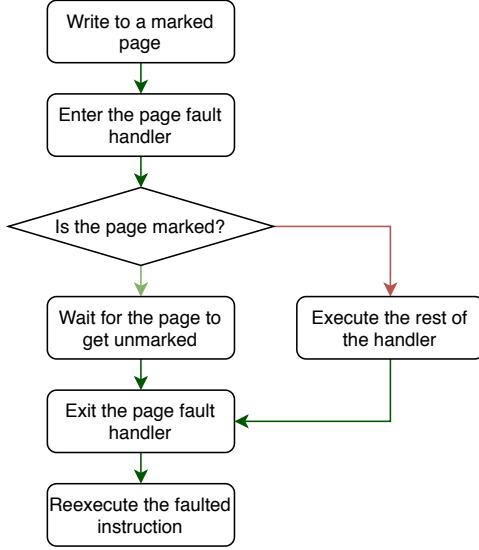 Write to a marked
page
Enter the page fault
handler
Is the page marked?
Wait for the page to
get unmarked
Execute the rest of
the handler
Exit the page fault
handler
Reexecute the faulted
instruction